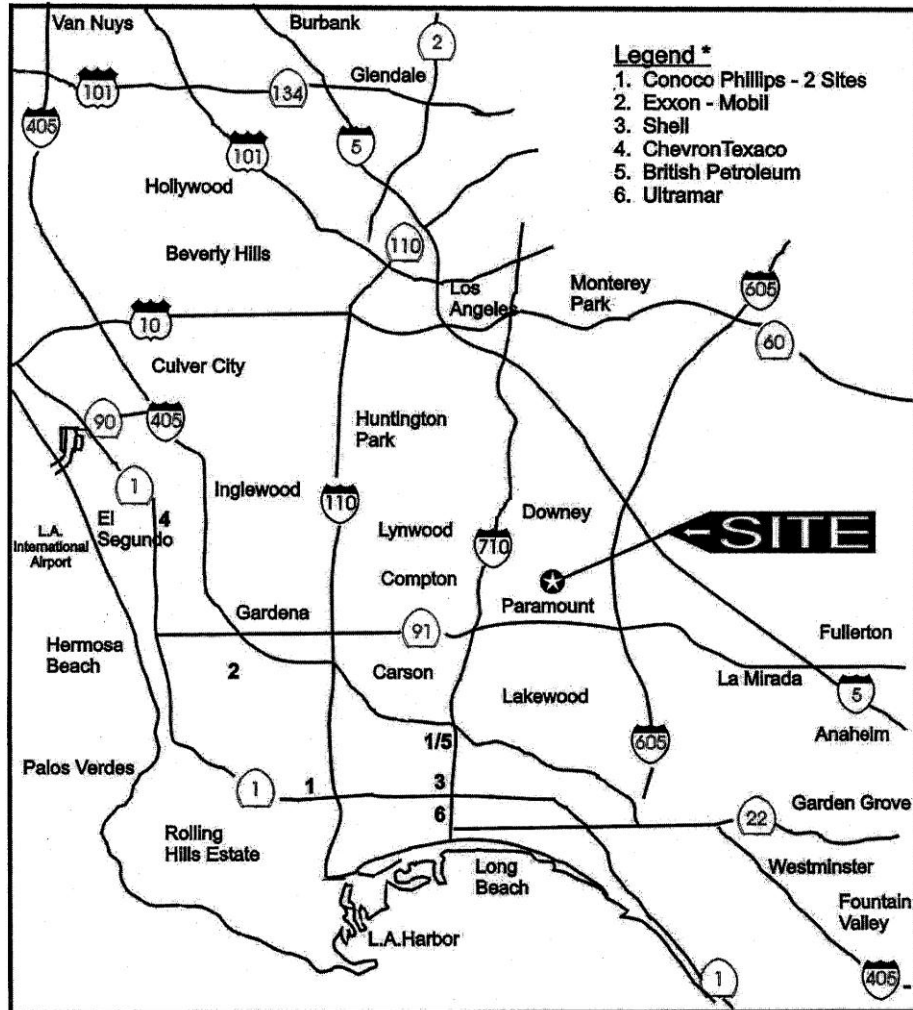 Van Nuys
Burbank
2
Legend *
1. Conoco Phillips - 2 Sites
2. Exxon - Mobil
3. Shell
4. ChevronTexaco
5. British Petroleum
6. Ultramar
Glendale
101
134
405
5
101
Hollywood
110
Beverly Hills
Los
Angeles
Monterey
Park
605
10
60
Culver City
90
405
Huntington
Park
1
4
Inglewood
110
El
Segundo
L.A.
International
Airport
Lynwood
710
Downey
SITE
Compton
Paramount
Gardena
91
Fullerton
Hermosa
Beach
2
Carson
La Mirada
Lakewood
5
1/5
605
Anaheim
Palos Verdes
1
1
3
6
22
Garden Grove
Rolling
Hills Estate
Long
Beach
Westminster
Fountain
Valley
L.A.Harbor
1
405